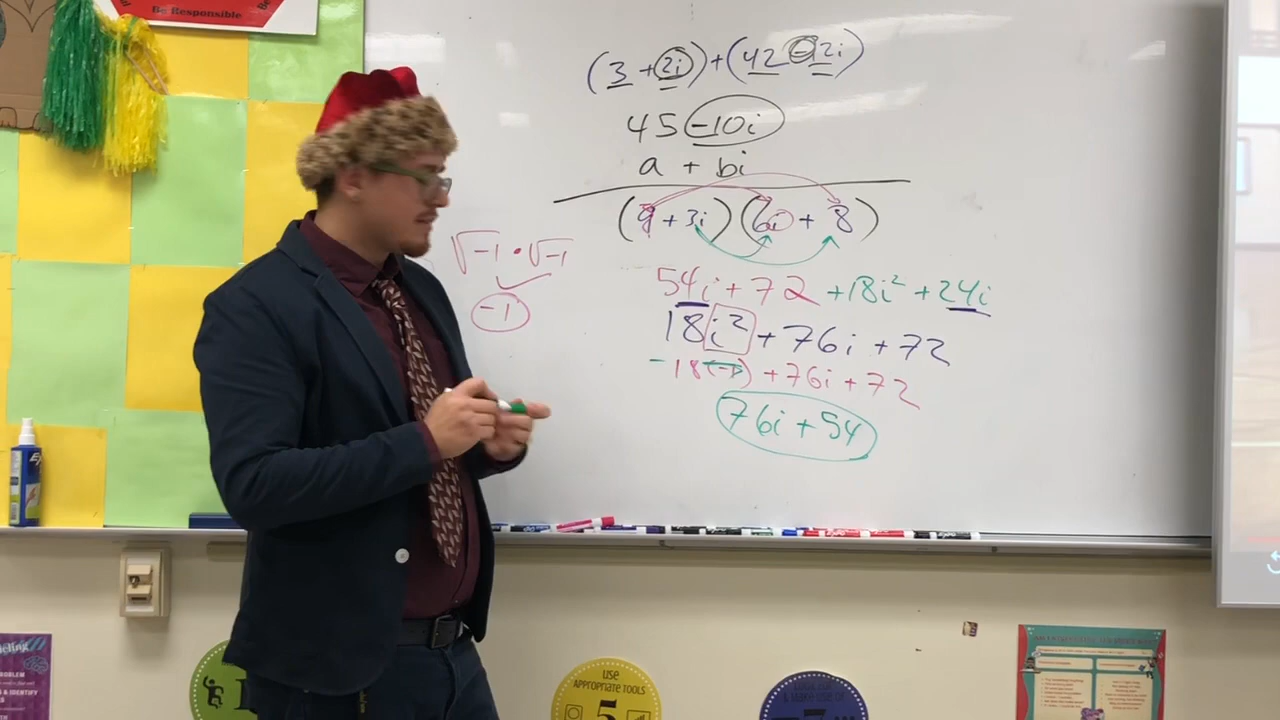 Be Responsible
(3 + 2i) + (42 - 12i)
45 - 10i
a + bi
(9 + 3i)(6i + 8)
√-1 • √-1
-1
54i + 72 + 18i² + 24i
18i² + 76i + 72
-18(-1) + 76i + 72
76i + 54
& IDENTIFY
USE
APPROPRIATE TOOLS
5